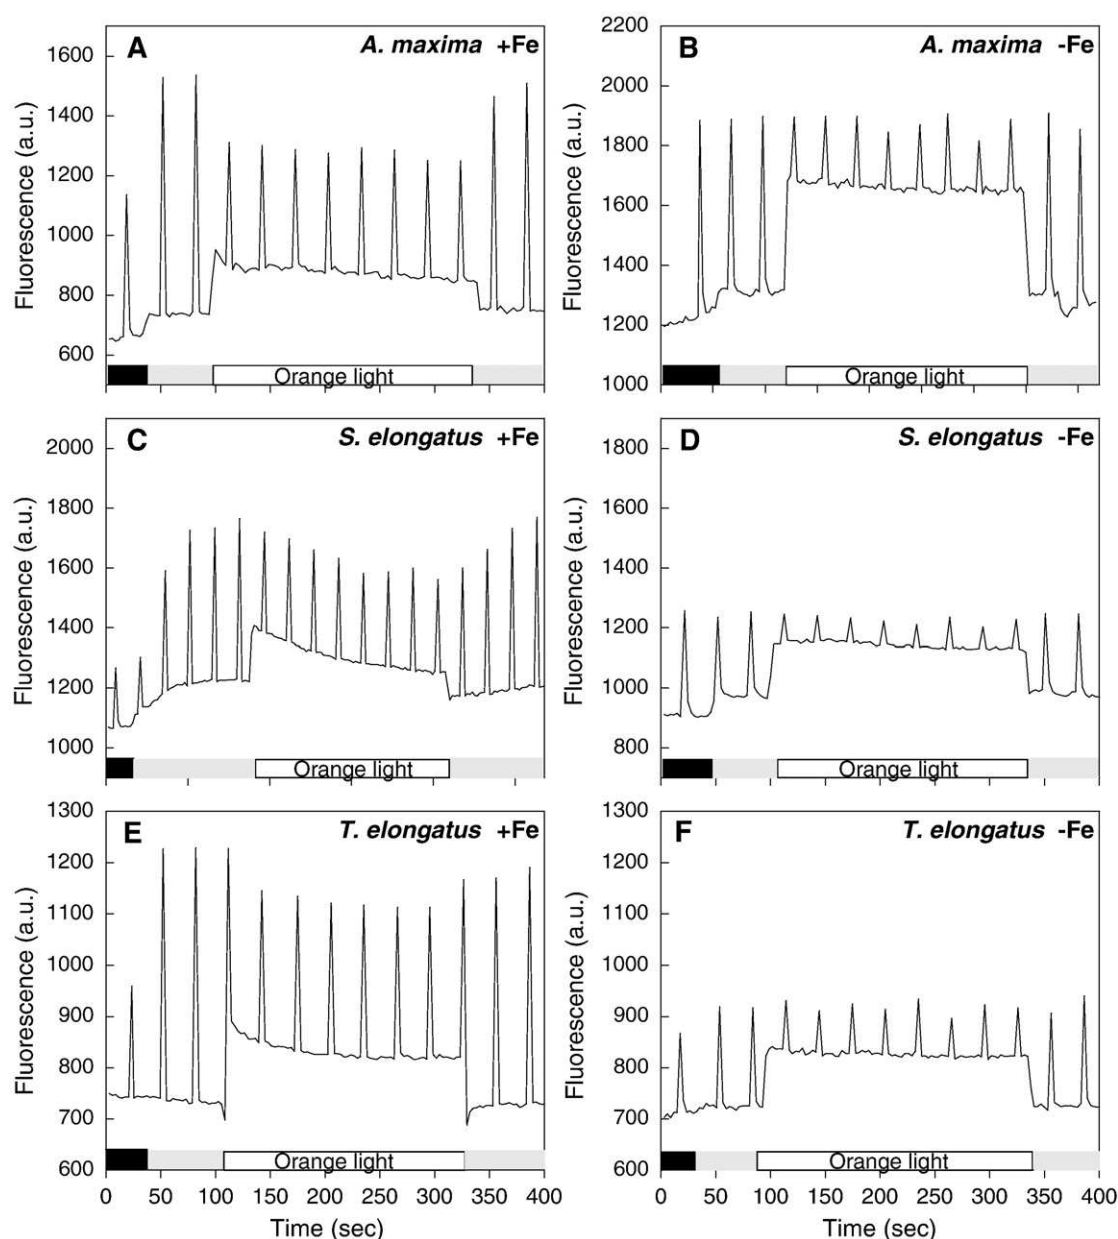 A
A. maxima +Fe
Fluorescence (a.u.)
1600
1400
1200
1000
800
600
Orange light
B
A. maxima -Fe
Fluorescence (a.u.)
2200
2000
1800
1600
1400
1200
1000
Orange light
C
S. elongatus +Fe
Fluorescence (a.u.)
2000
1800
1600
1400
1200
1000
Orange light
D
S. elongatus -Fe
Fluorescence (a.u.)
1800
1600
1400
1200
1000
800
Orange light
E
T. elongatus +Fe
Fluorescence (a.u.)
1300
1200
1100
1000
900
800
700
600
Orange light
0 50 100 150 200 250 300 350 400
Time (sec)
F
T. elongatus -Fe
Fluorescence (a.u.)
1300
1200
1100
1000
900
800
700
600
Orange light
0 50 100 150 200 250 300 350 400
Time (sec)